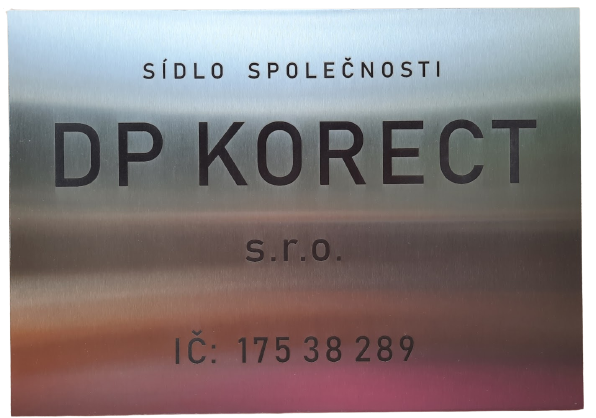 SÍDLO SPOLEČNOSTI
DP KORECT
s.r.o.
IČ: 175 38 289